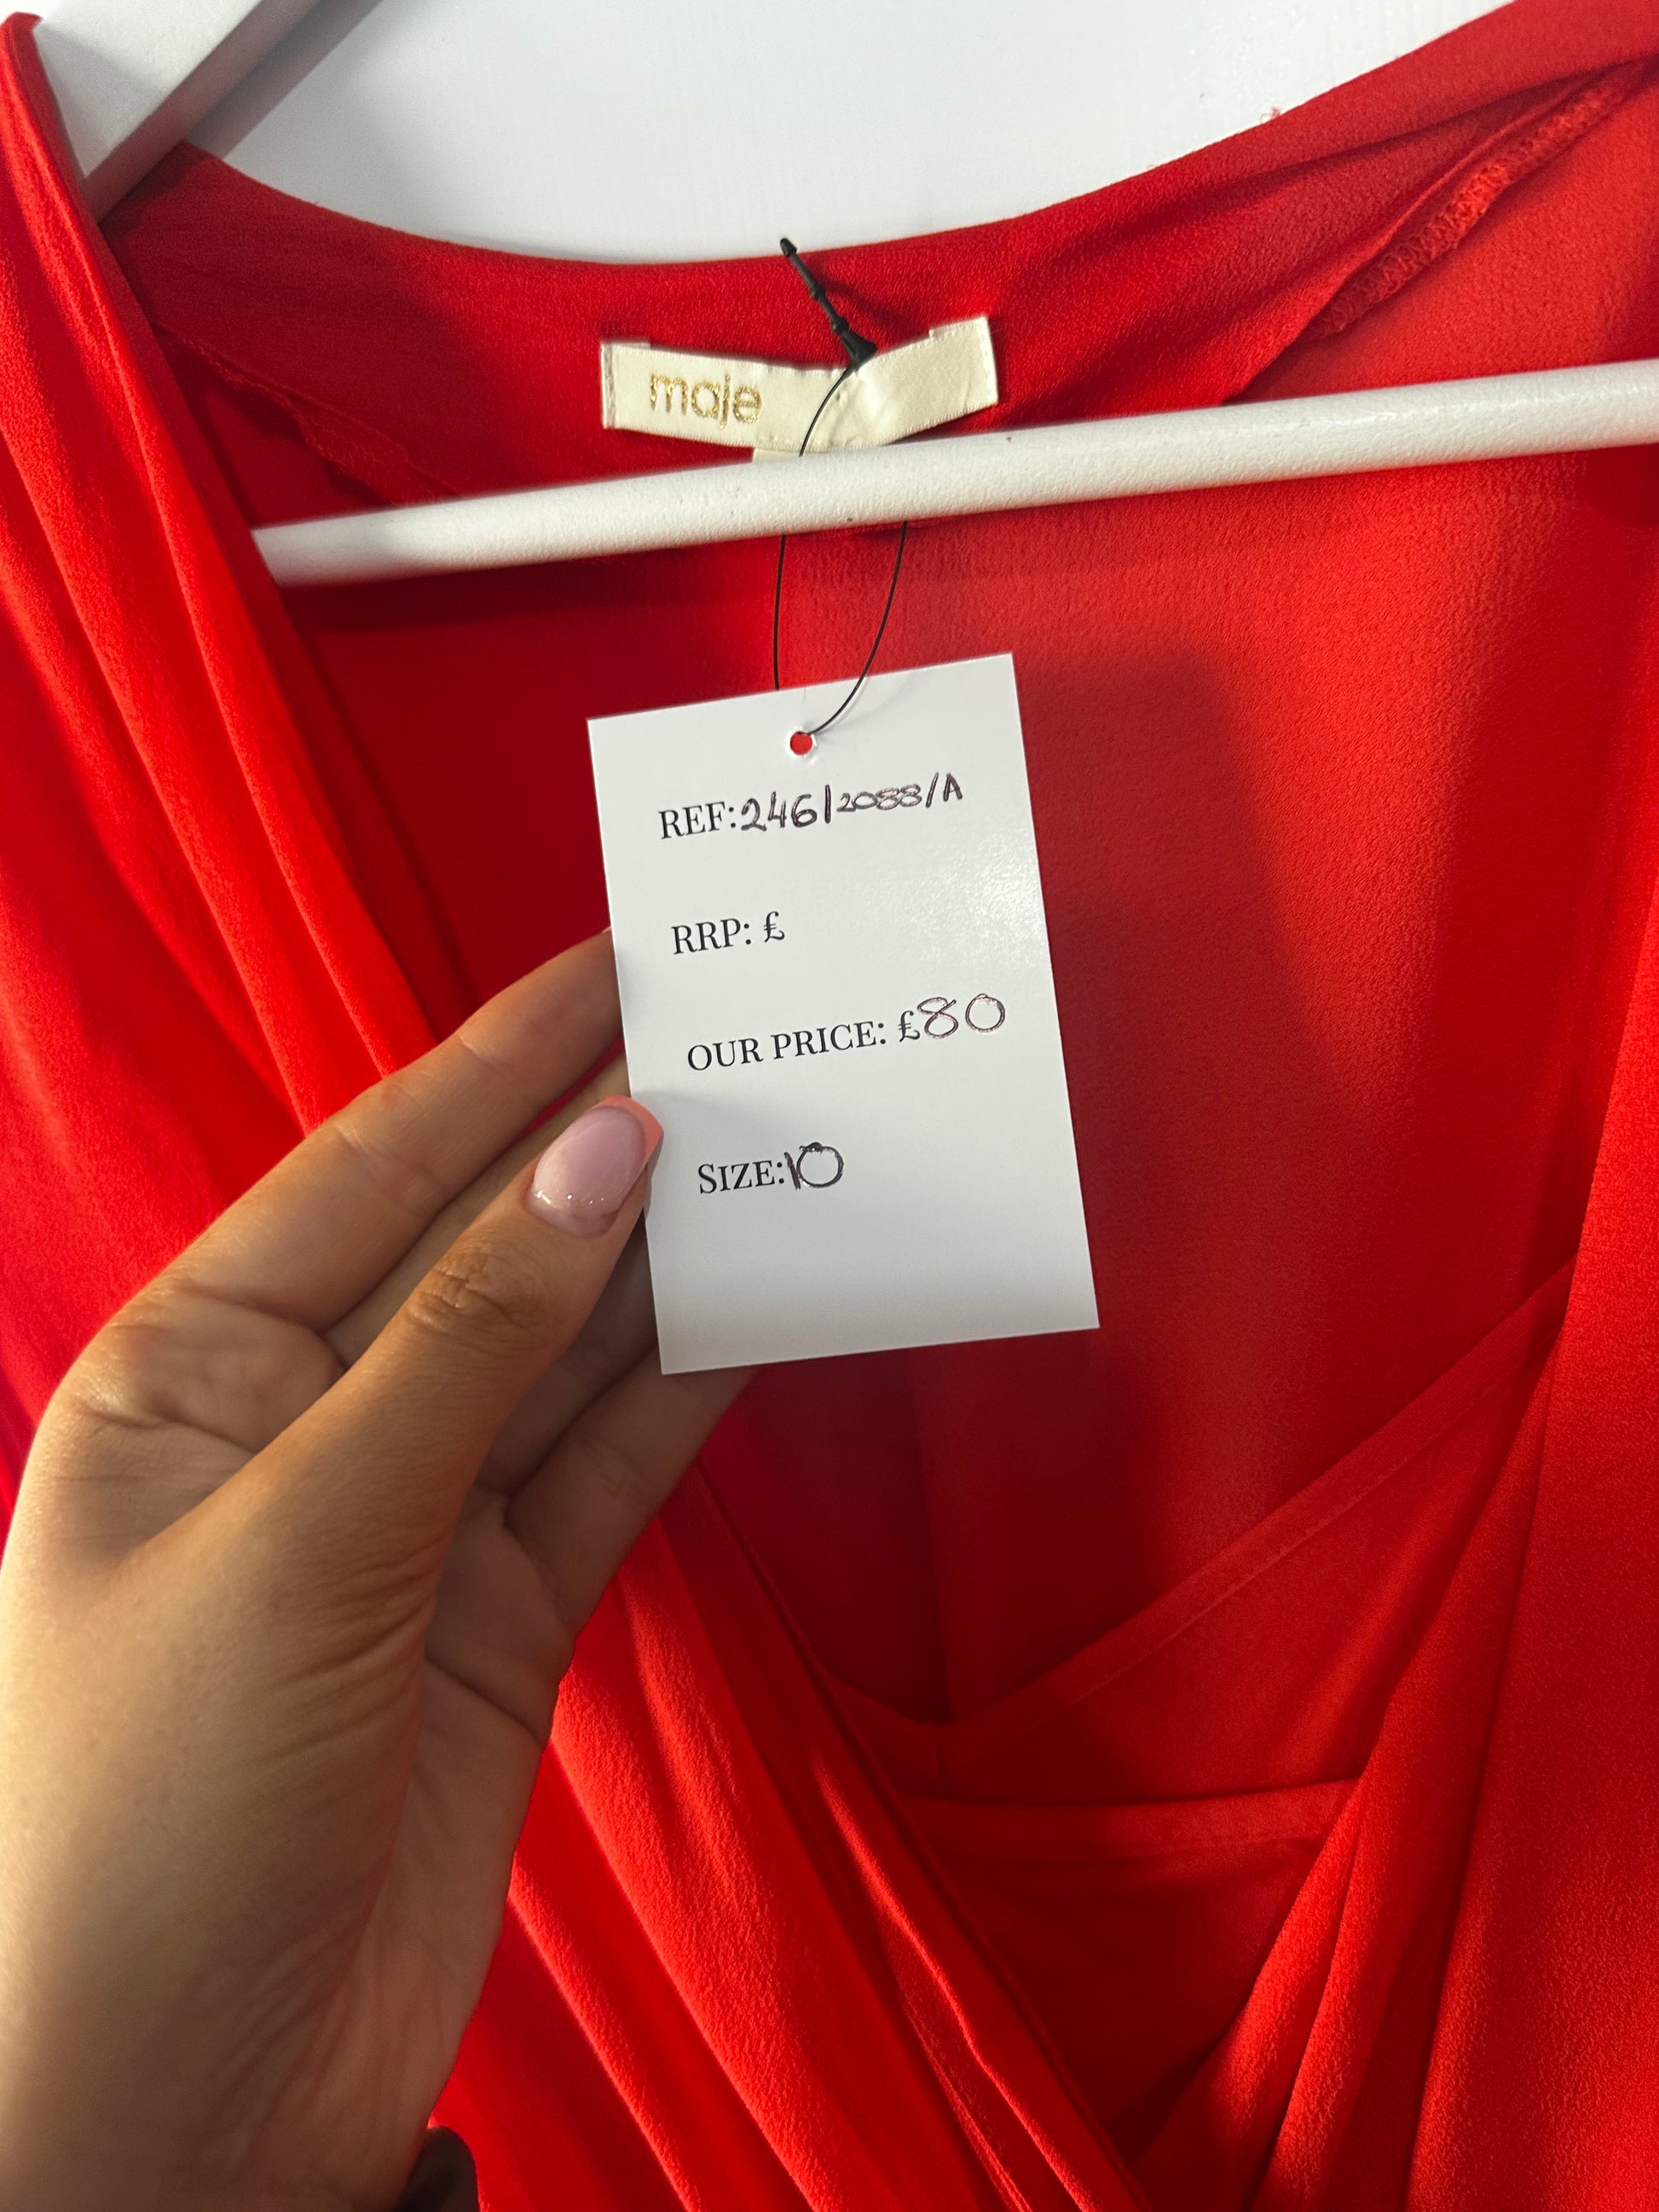 maje
REF:246/2088/A
RRP: £
OUR PRICE: £80
SIZE:10